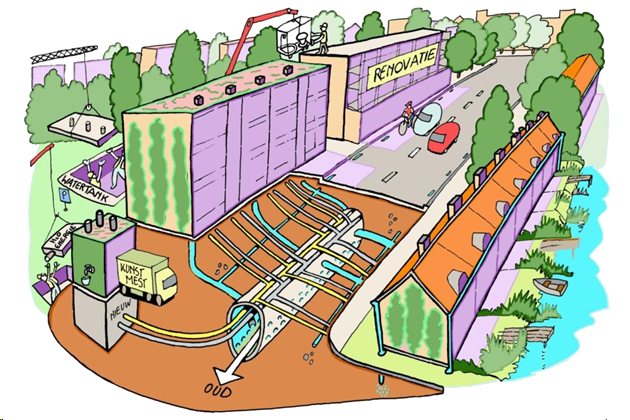 RENOVATIE
WATERTANK
P
KUNST
MEST
NIEUW
OUD